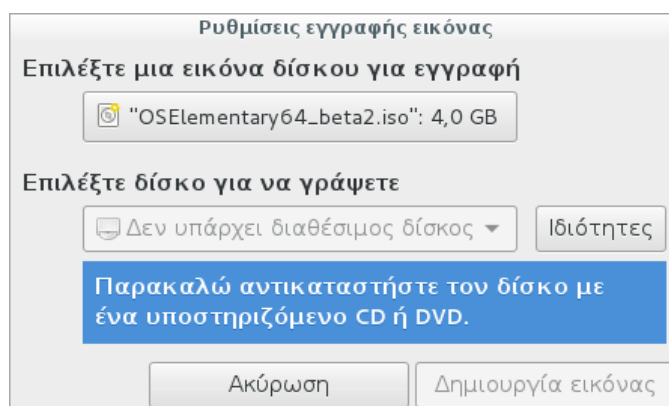 Ρυθμίσεις εγγραφής εικόνας
Επιλέξτε μια εικόνα δίσκου για εγγραφή
"OSElementary64_beta2.iso": 4,0 GB
Επιλέξτε δίσκο για να γράψετε
Δεν υπάρχει διαθέσιμος δίσκος Ιδιότητες
Παρακαλώ αντικαταστήστε τον δίσκο με
ένα υποστηριζόμενο CD ή DVD.
Ακύρωση Δημιουργία εικόνας